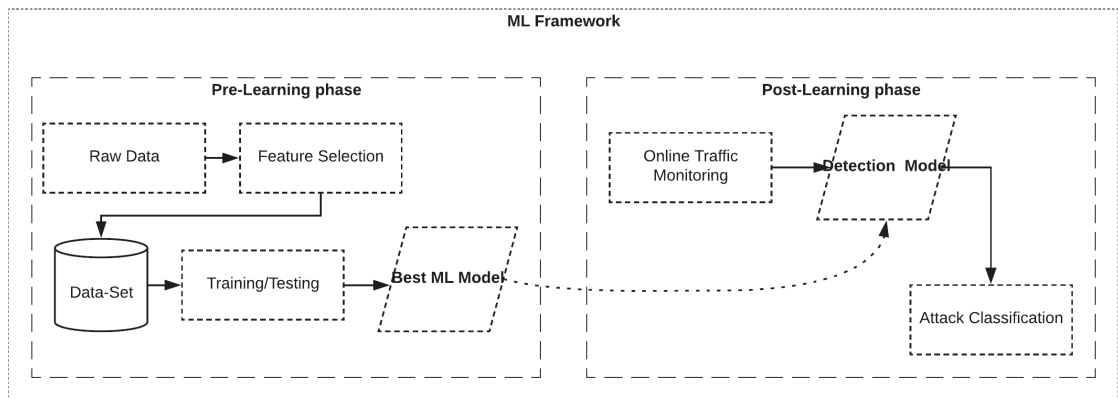 ML Framework
Pre-Learning phase
Raw Data
Feature Selection
Data-Set
Training/Testing
Best ML Model
Post-Learning phase
Online Traffic
Monitoring
Detection Model
Attack Classification